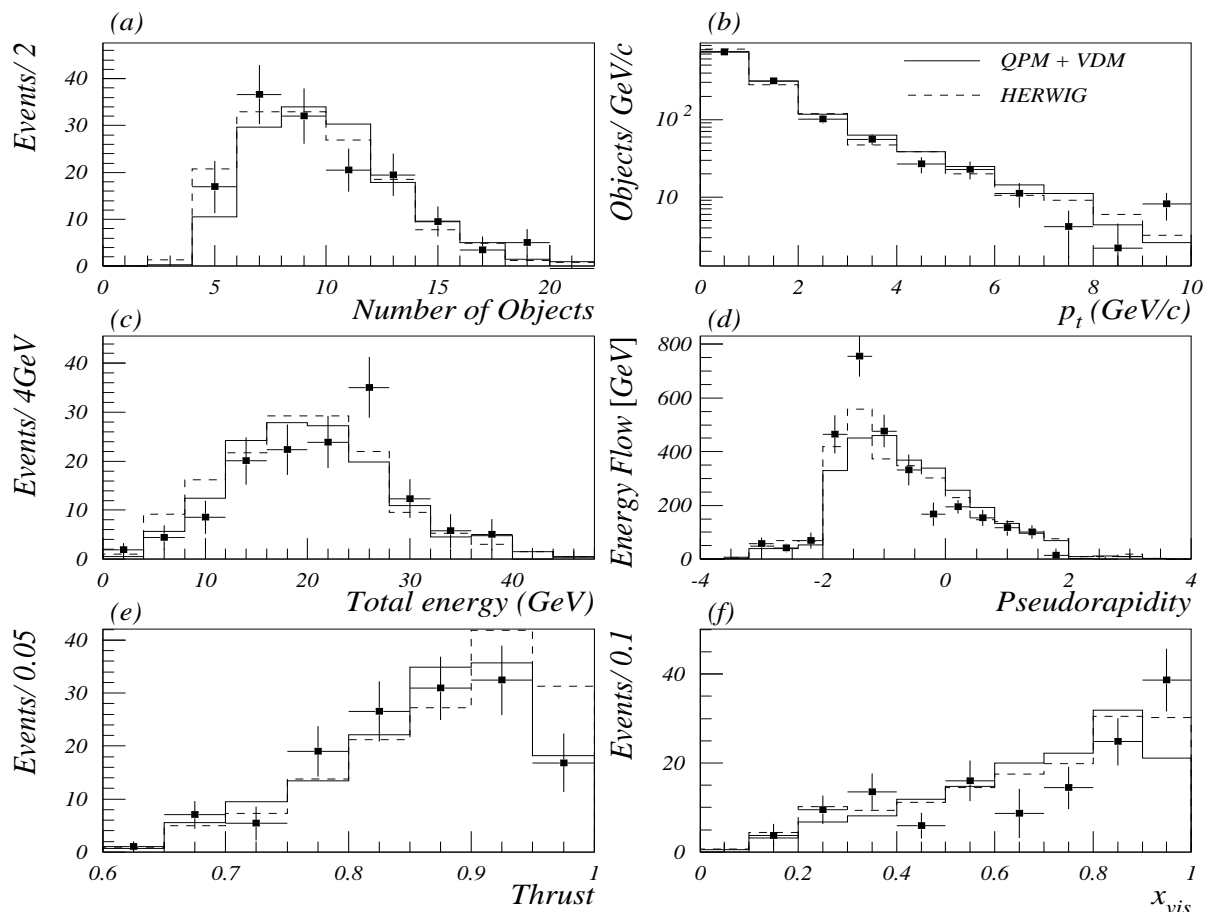 (a)
Events/ 2
40
30
20
10
0
0 5 10 15 20
Number of Objects
(b)
Objects/ GeV/c
10 2
10
QPM + VDM
HERWIG
0 2 4 6 8 10
p t (GeV/c)
(c)
Events/ 4GeV
40
30
20
10
0
0 10 20 30 40
Total energy (GeV)
(d)
Energy Flow [GeV]
800
600
400
200
0
-4 -2 0 2 4
Pseudorapidity
(e)
Events/ 0.05
40
30
20
10
0
0.6 0.7 0.8 0.9 1
Thrust
(f)
Events/ 0.1
40
20
0
0 0.2 0.4 0.6 0.8 1
x vis